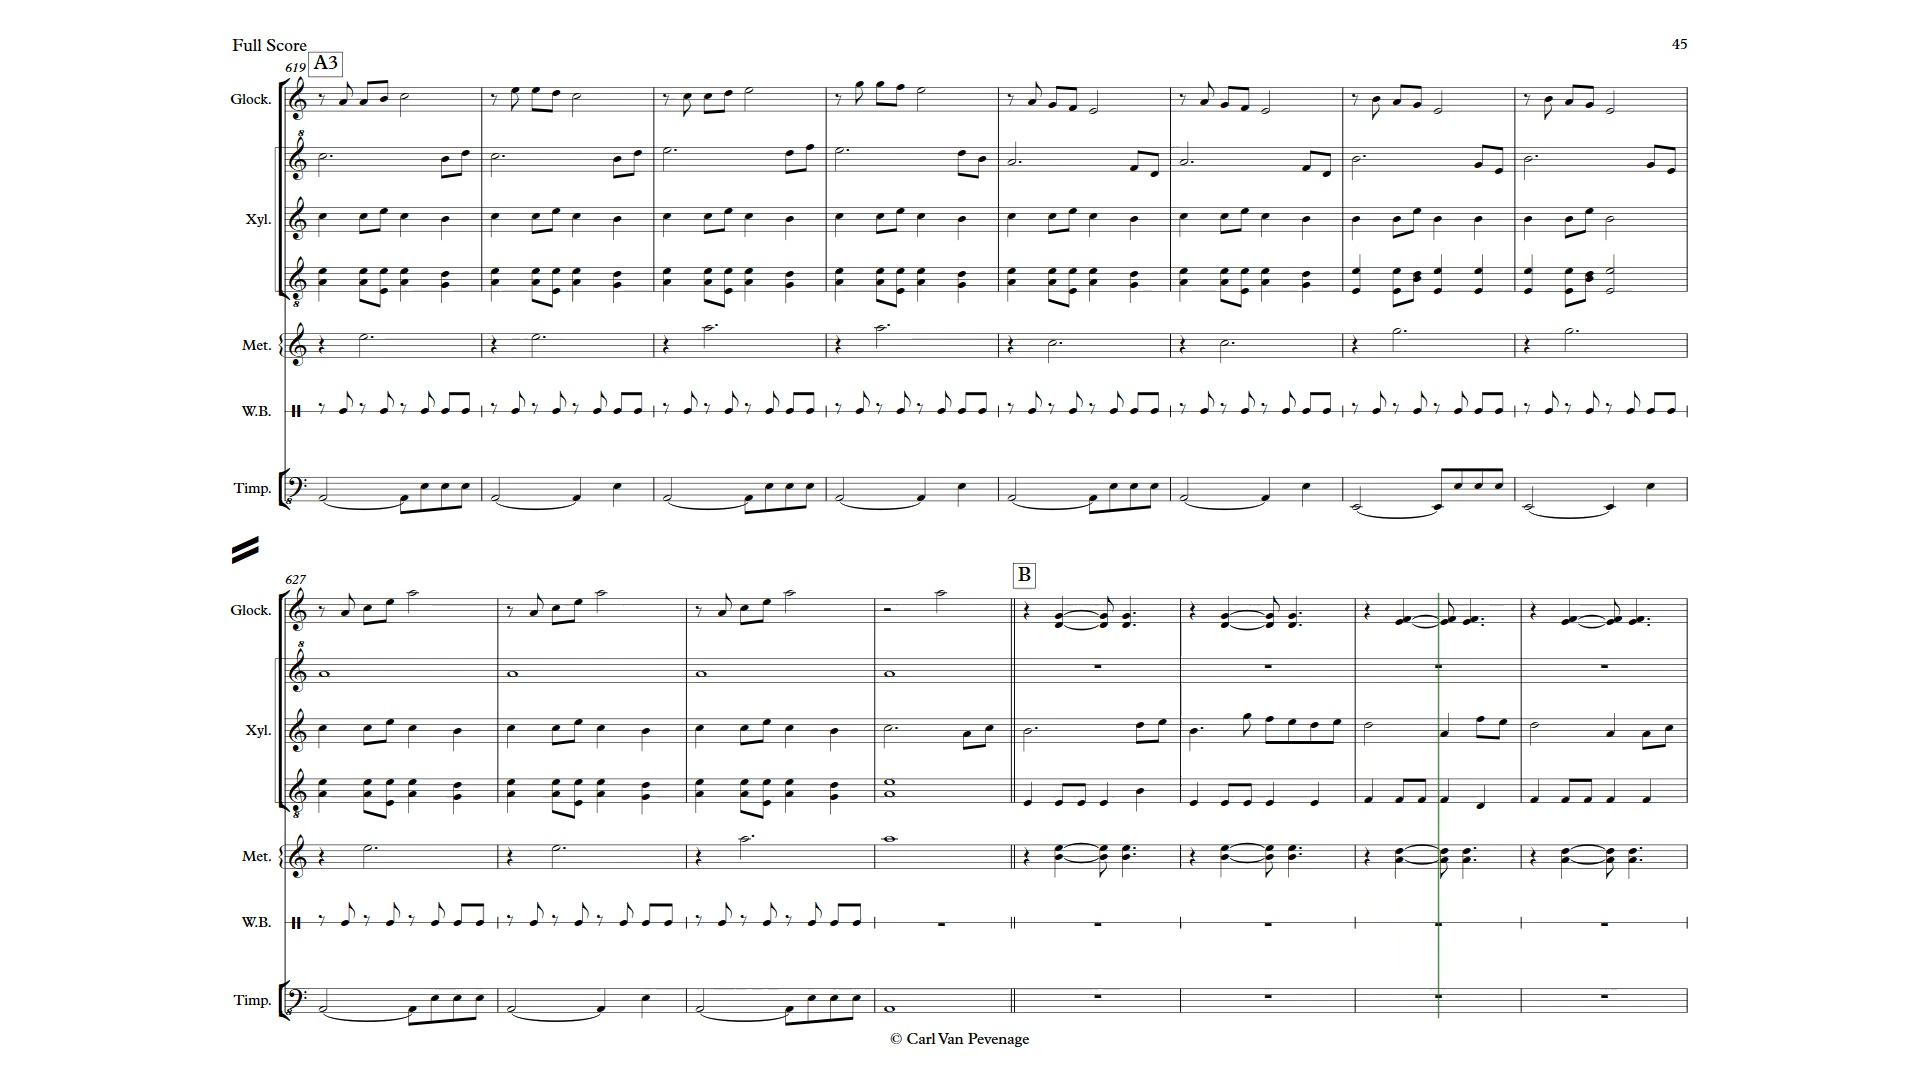 Full Score
45
619
A3
Glock.
Xyl.
Met.
W.B.
Timp.
627
B
Glock.
Xyl.
Met.
W.B.
Timp.
© Carl Van Pevenage